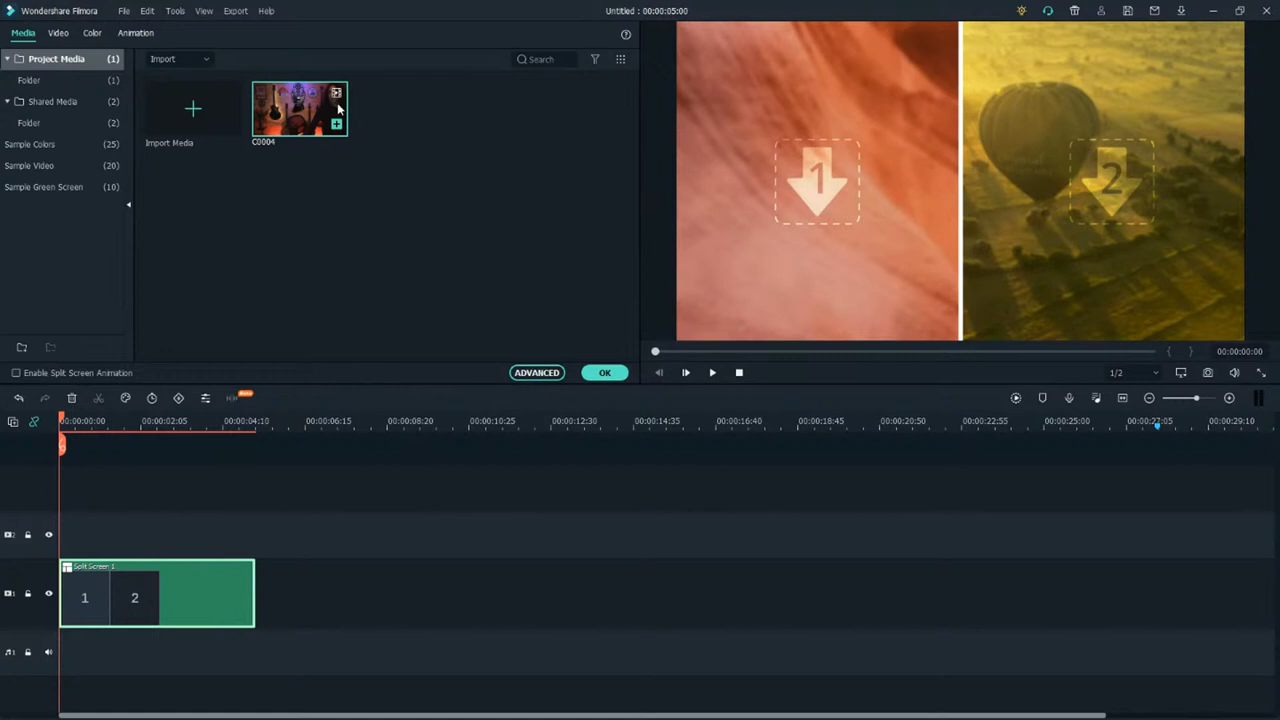 Wondershare Filmora File Edit Tools View Export Help Untitled : 00:00:05:00
Media Video Color Animation
Project Media (1) Import Search
Folder (1)
Shared Media (2)
Folder (2)
Import Media C0004
Sample Colors (25)
Sample Video (20)
Sample Green Screen (10)
1 2
00:00:00:00
Enable Split Screen Animation ADVANCED OK 1/2
Beta
00:00:00:00 00:00:02:05 00:00:04:10 00:00:06:15 00:00:08:20 00:00:10:25 00:00:12:30 00:00:14:35 00:00:16:40 00:00:18:45 00:00:20:50 00:00:22:55 00:00:25:00 00:00:27:05 00:00:29:10
2
Split Screen 1
1 1 2
1